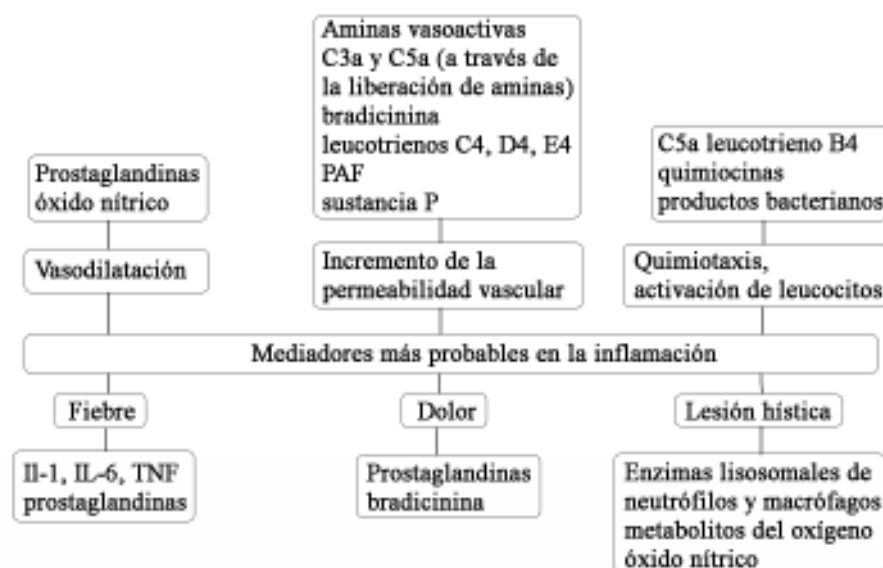 Aminas vasoactivas
C3a y C5a (a través de
la liberación de aminas)
bradicinina
leucotrienos C4, D4, E4
PAF
sustancia P
Prostaglandinas
óxido nítrico
C5a leucotrieno B4
quimiocinas
productos bacterianos
Vasodilatación
Incremento de la
permeabilidad vascular
Quimiotaxis,
activación de leucocitos
Mediadores más probables en la inflamación
Fiebre
Dolor
Lesión hística
Il-1, IL-6, TNF
prostaglandinas
Prostaglandinas
bradicinina
Enzimas lisosomales de
neutrófilos y macrófagos
metabolitos del oxígeno
óxido nítrico